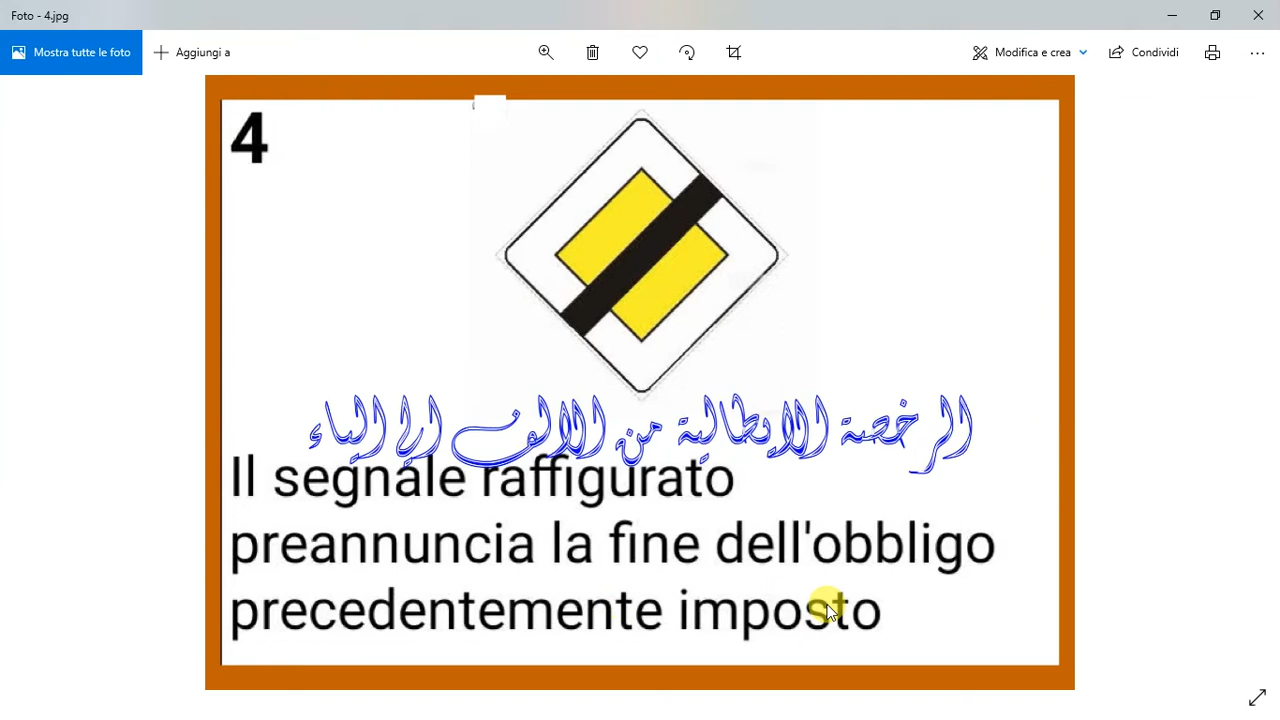 Foto - 4.jpg
Mostra tutte le foto
Aggiungi a
Modifica e crea
Condividi
4
الرخصة الايطالية من الالف الى الياء
Il segnale raffigurato
preannuncia la fine dell'obbligo
precedentemente imposto